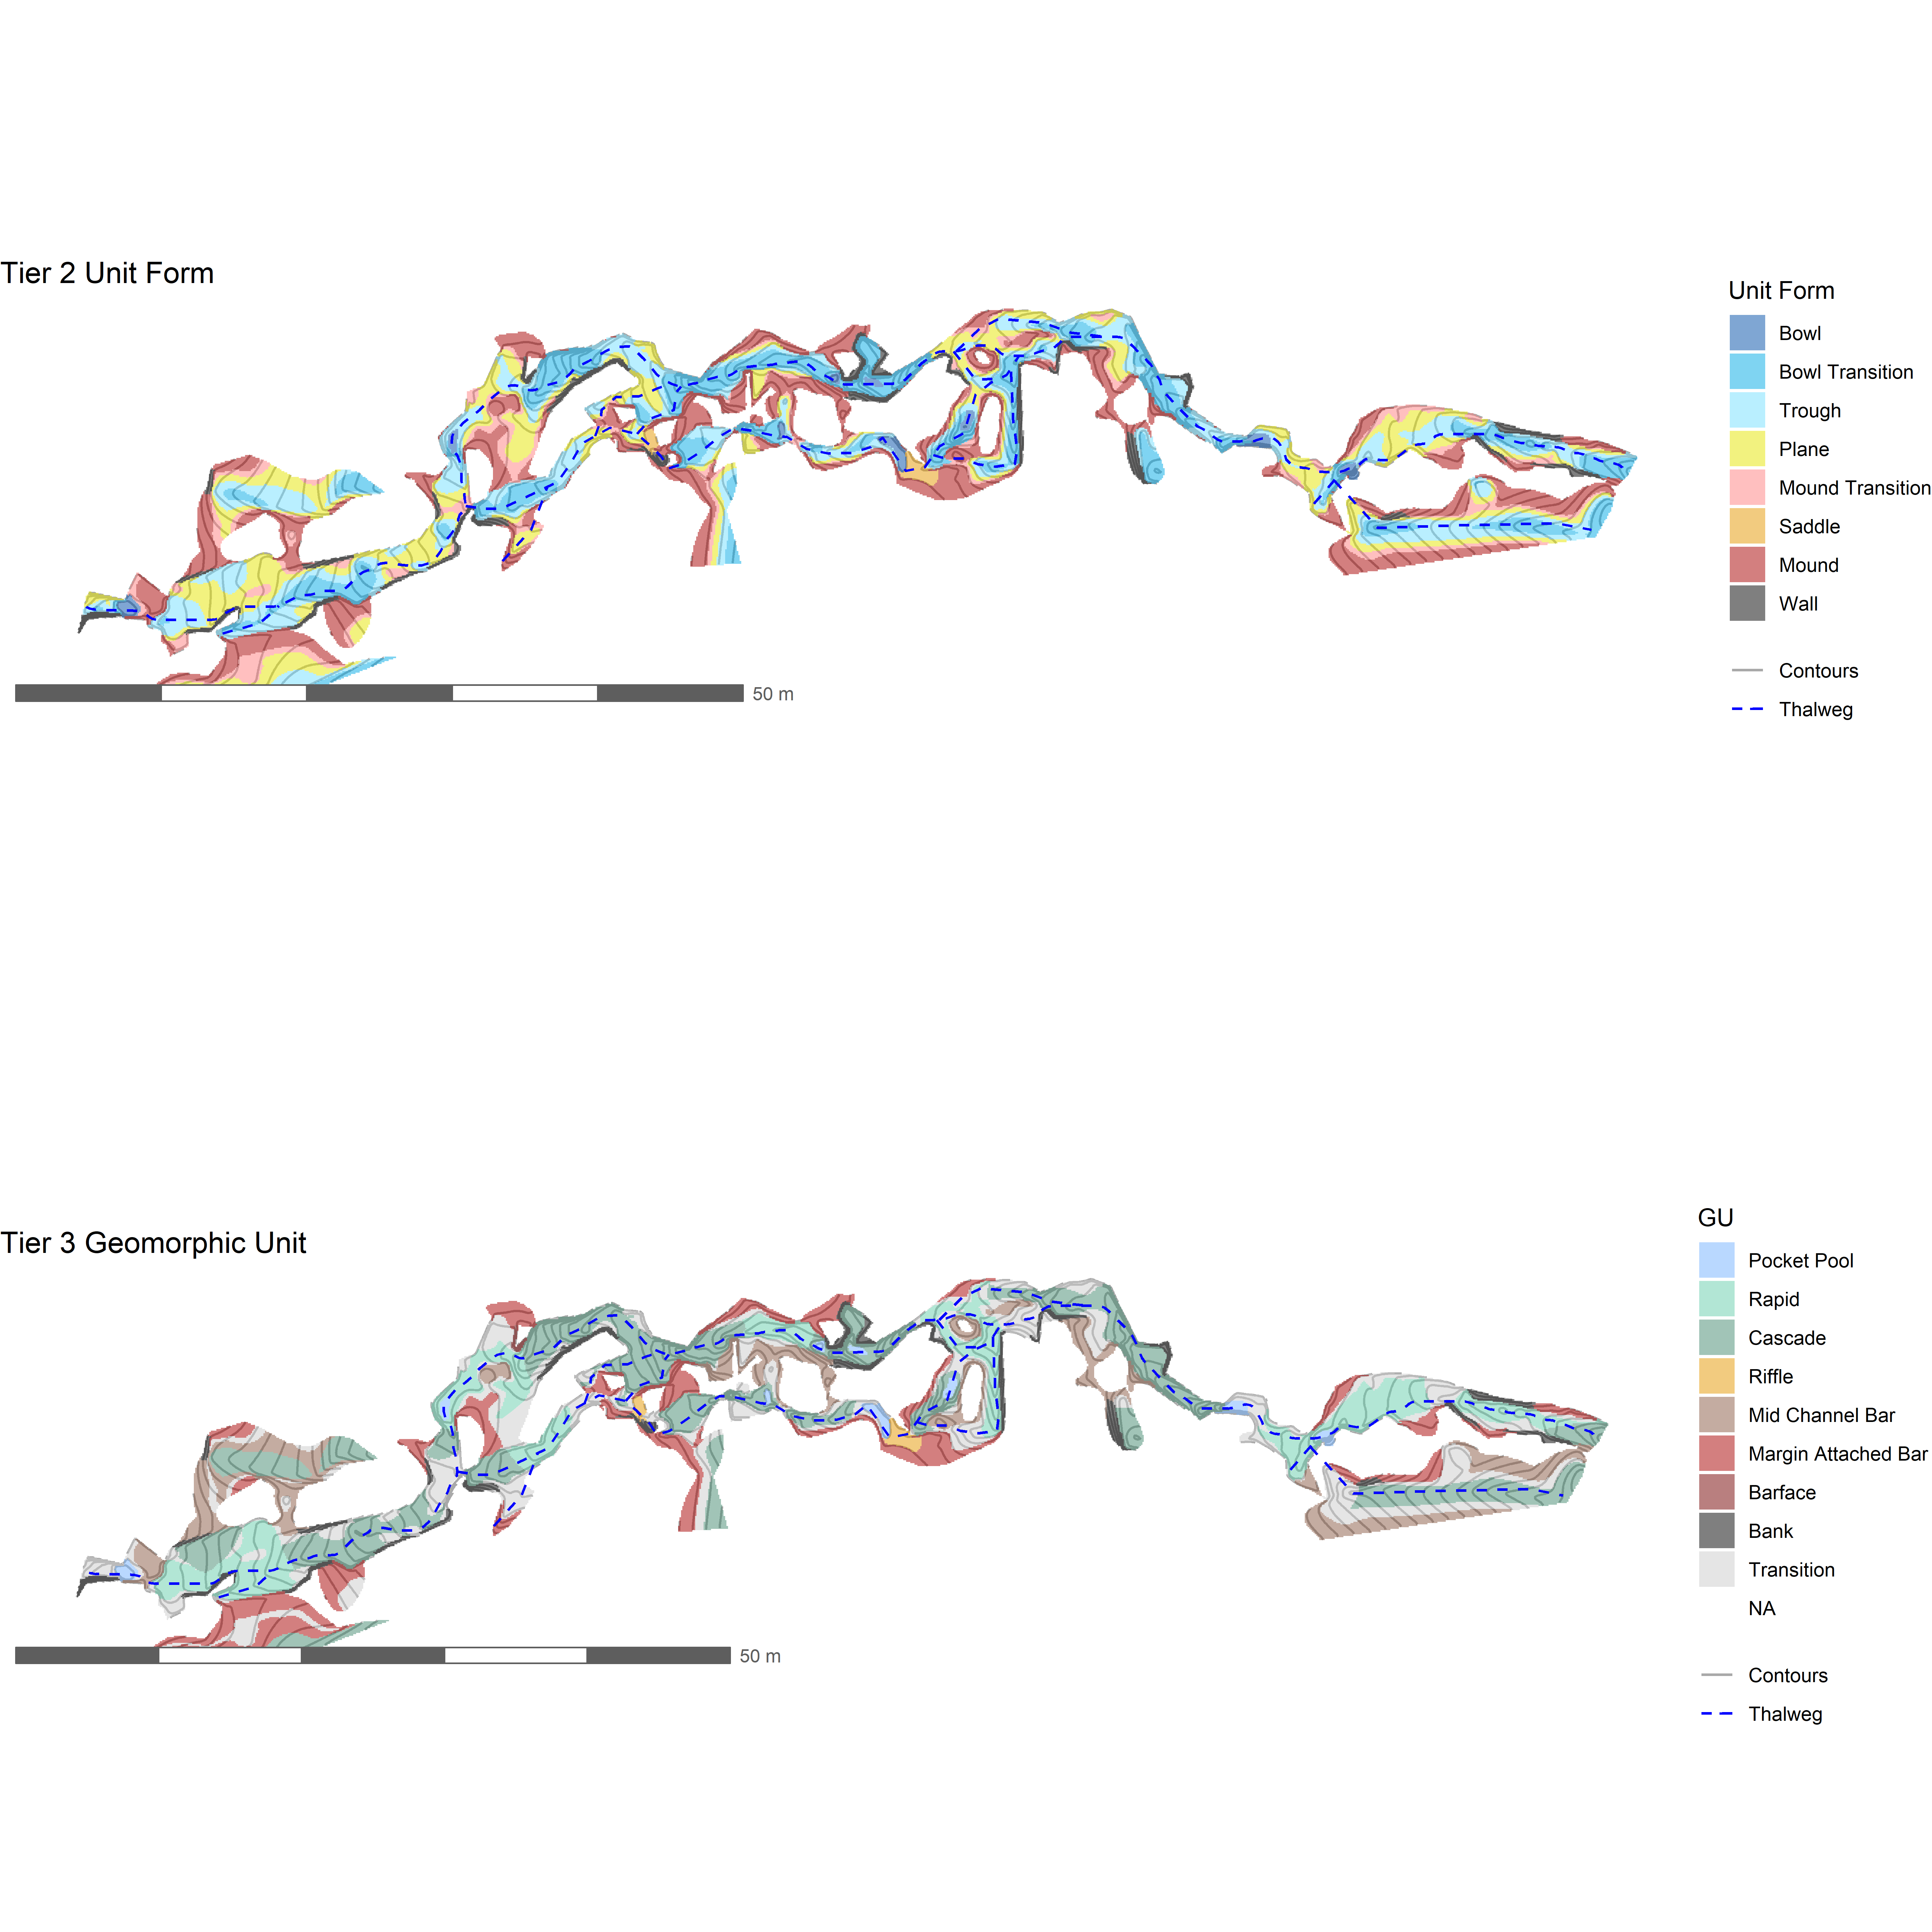 Tier 2 Unit Form
Unit Form
Bowl
Bowl Transition
Trough
Plane
Mound Transition
Saddle
Mound
Wall
Contours
Thalweg
50 m
Tier 3 Geomorphic Unit
GU
Pocket Pool
Rapid
Cascade
Riffle
Mid Channel Bar
Margin Attached Bar
Barface
Bank
Transition
NA
Contours
Thalweg
50 m